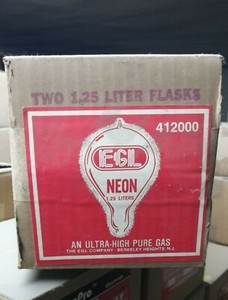 TWO 1.25 LITER FLASKS
412000
EGL
NEON
1.25 LITERS
AN ULTRA-HIGH PURE GAS
THE EGL COMPANY · BERKELEY HEIGHTS, N.J.